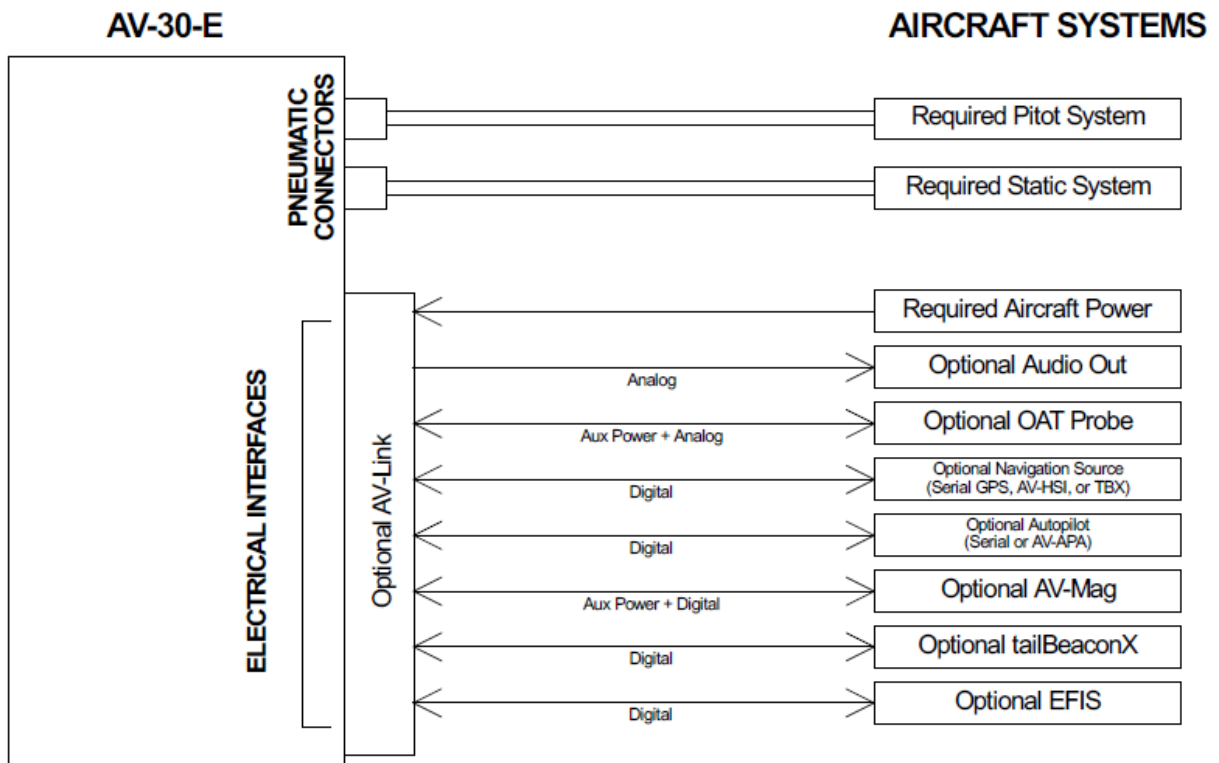 AV-30-E
AIRCRAFT SYSTEMS
PNEUMATIC
CONNECTORS
Required Pitot System
Required Static System
ELECTRICAL INTERFACES
Optional AV-Link
Required Aircraft Power
Analog
Optional Audio Out
Aux Power + Analog
Optional OAT Probe
Digital
Optional Navigation Source
(Serial GPS, AV-HSI, or TBX)
Digital
Optional Autopilot
(Serial or AV-APA)
Aux Power + Digital
Optional AV-Mag
Digital
Optional tailBeaconX
Digital
Optional EFIS